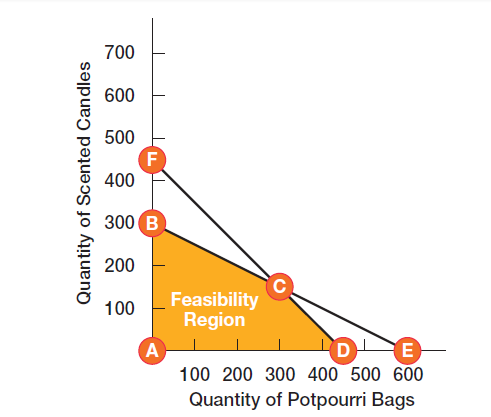 Quantity of Scented Candles
700
600
500
400
300
200
100
F
B
C
A
D
E
Feasibility
Region
100 200 300 400 500 600
Quantity of Potpourri Bags